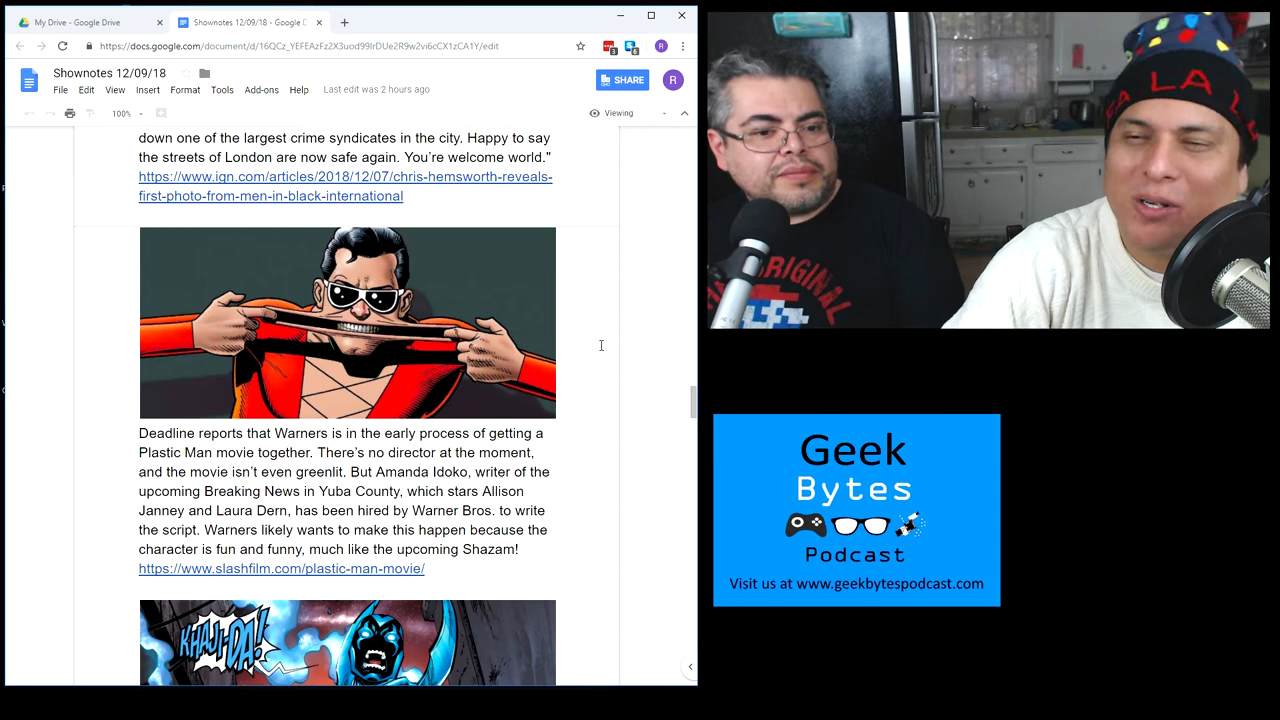 My Drive - Google Drive
Shownotes 12/09/18 - Google D
https://docs.google.com/document/d/16QCz_YEFEAzFz2X3uod99IrDUe2R9w2vi6cCX1zCA1Y/edit
3
6
R
Shownotes 12/09/18
File Edit View Insert Format Tools Add-ons Help Last edit was 2 hours ago
SHARE
R
100%
Viewing
down one of the largest crime syndicates in the city. Happy to say
the streets of London are now safe again. You're welcome world."
https://www.ign.com/articles/2018/12/07/chris-hemsworth-reveals-
first-photo-from-men-in-black-international
Deadline reports that Warners is in the early process of getting a
Plastic Man movie together. There's no director at the moment,
and the movie isn't even greenlit. But Amanda Idoko, writer of the
upcoming Breaking News in Yuba County, which stars Allison
Janney and Laura Dern, has been hired by Warner Bros. to write
the script. Warners likely wants to make this happen because the
character is fun and funny, much like the upcoming Shazam!
https://www.slashfilm.com/plastic-man-movie/
KHAJI-DA!
FA LA L
ORIGINAL
Geek
Bytes
Podcast
Visit us at www.geekbytespodcast.com